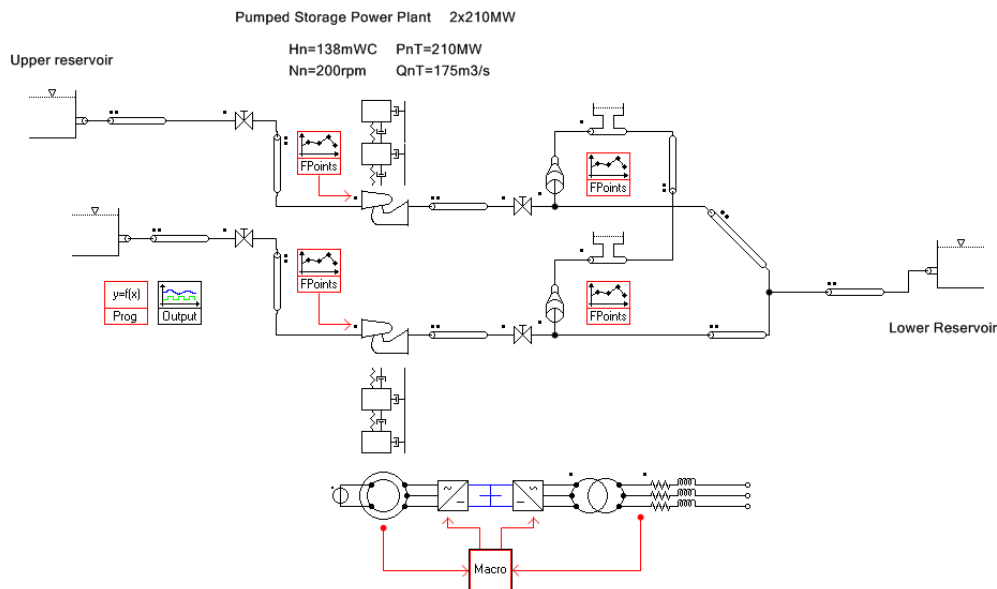 Pumped Storage Power Plant 2x210MW
Hn=138mWC PnT=210MW
Nn=200rpm QnT=175m3/s
Upper reservoir
FPoints
FPoints
FPoints
FPoints
y=f(x)
Prog
Output
Lower Reservoir
Macro